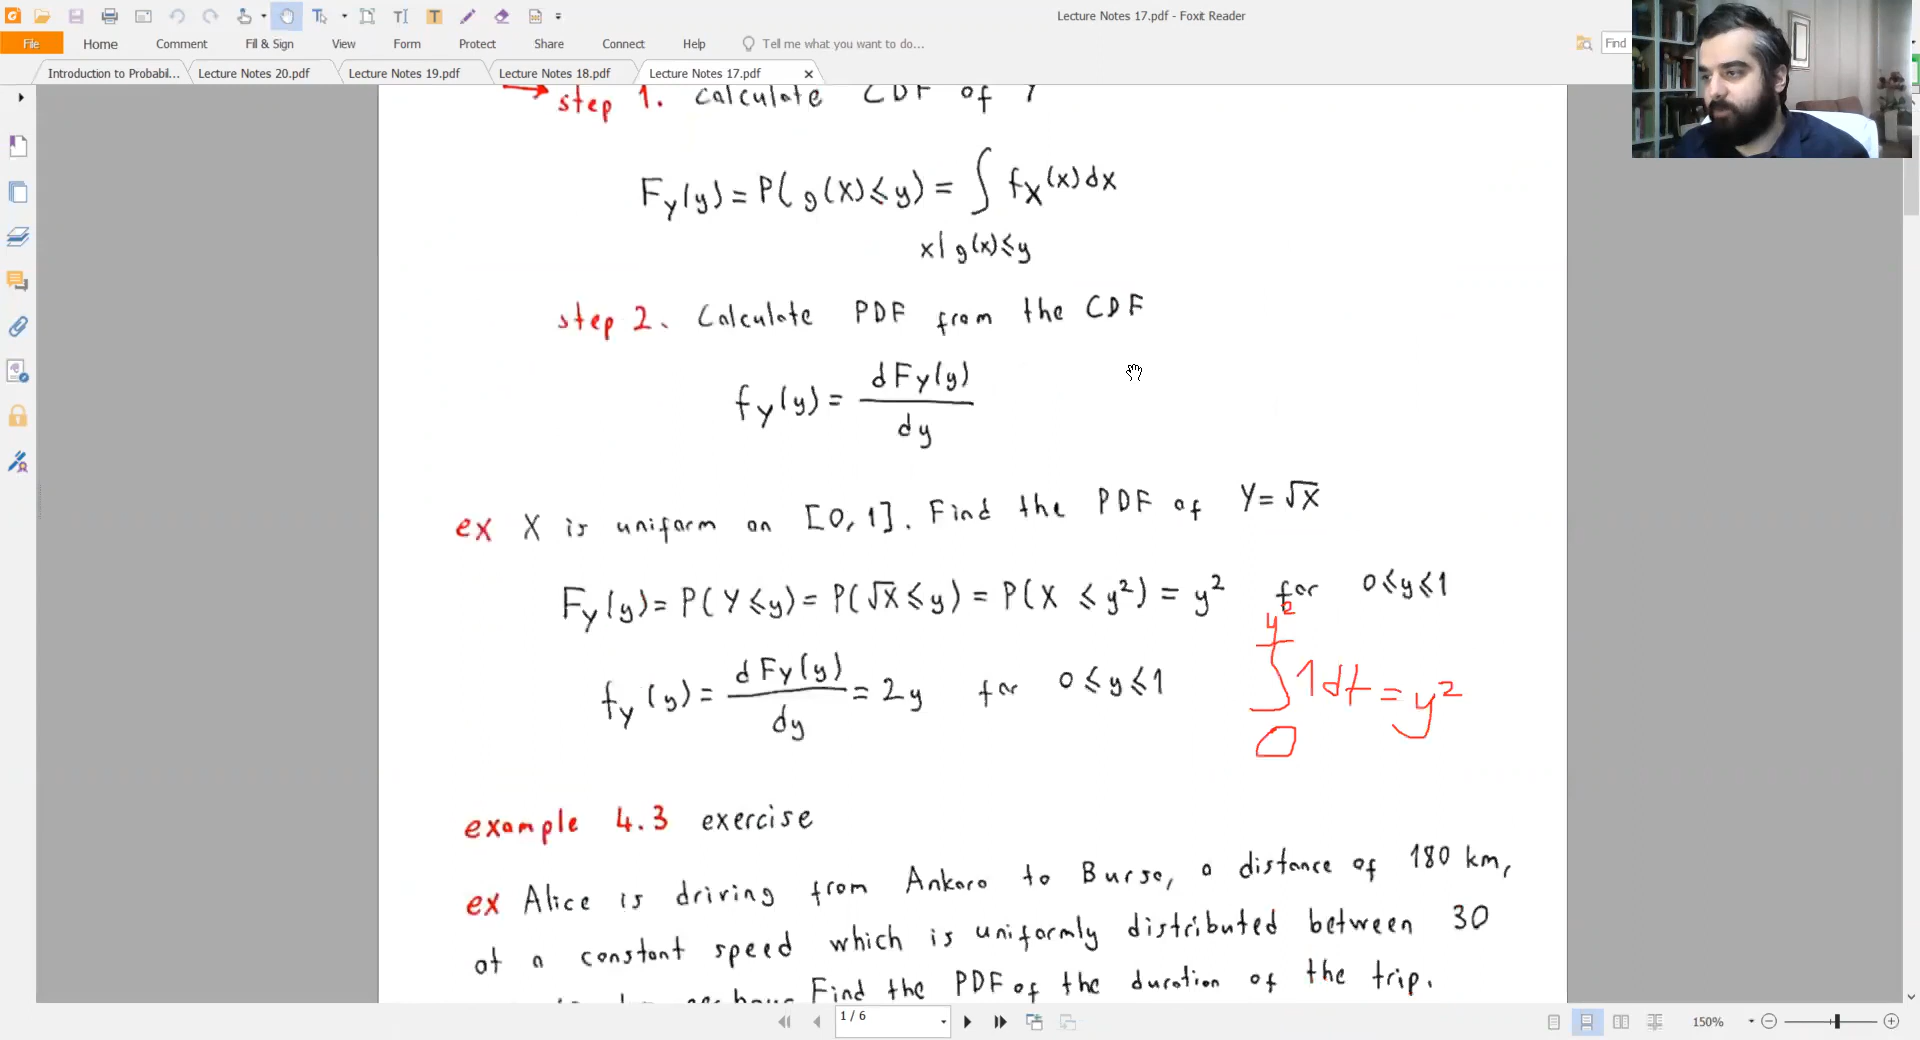 Lecture Notes 17.pdf - Foxit Reader
File Home Comment Fill & Sign View Form Protect Share Connect Help Tell me what you want to do... Find
Introduction to Probabil... Lecture Notes 20.pdf Lecture Notes 19.pdf Lecture Notes 18.pdf Lecture Notes 17.pdf
step 1. Calculate CDF of Y
F_Y(y) = P( g(X) ≤ y) = ∫ f_X(x) dx
x| g(x) ≤ y
step 2. Calculate PDF from the CDF
f_Y(y) = dF_Y(y) / dy
ex X is uniform on [0, 1]. Find the PDF of Y = √X
F_Y(y) = P( Y ≤ y) = P(√X ≤ y) = P(X ≤ y²) = y² for 0 ≤ y ≤ 1
f_Y(y) = dF_Y(y) / dy = 2y for 0 ≤ y ≤ 1
∫₀^{y²} 1 dt = y²
example 4.3 exercise
ex Alice is driving from Ankara to Bursa, a distance of 180 km,
at a constant speed which is uniformly distributed between 30
Find the PDF of the duration of the trip.
1 / 6
150%